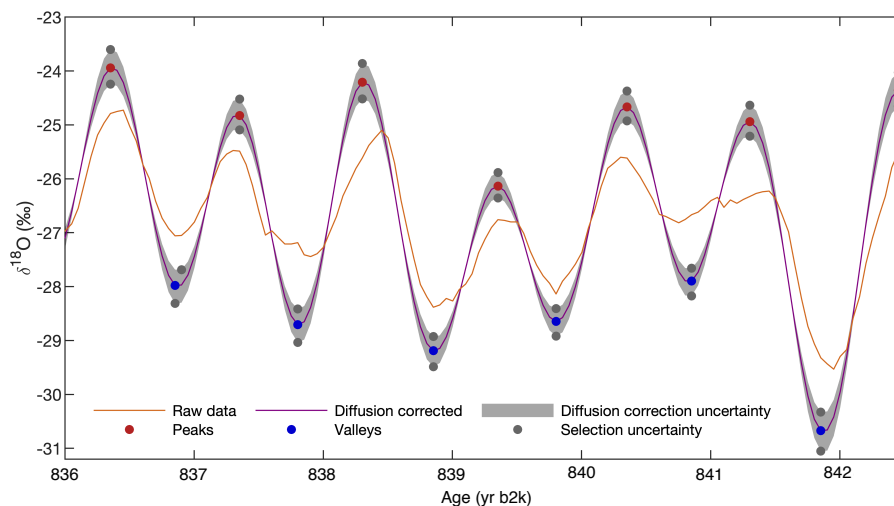 -23
-24
-25
-26
-27
-28
-29
-30
-31
δ18O (‰)
Raw data Diffusion corrected Diffusion correction uncertainty
Peaks Valleys Selection uncertainty
836 837 838 839 840 841 842
Age (yr b2k)